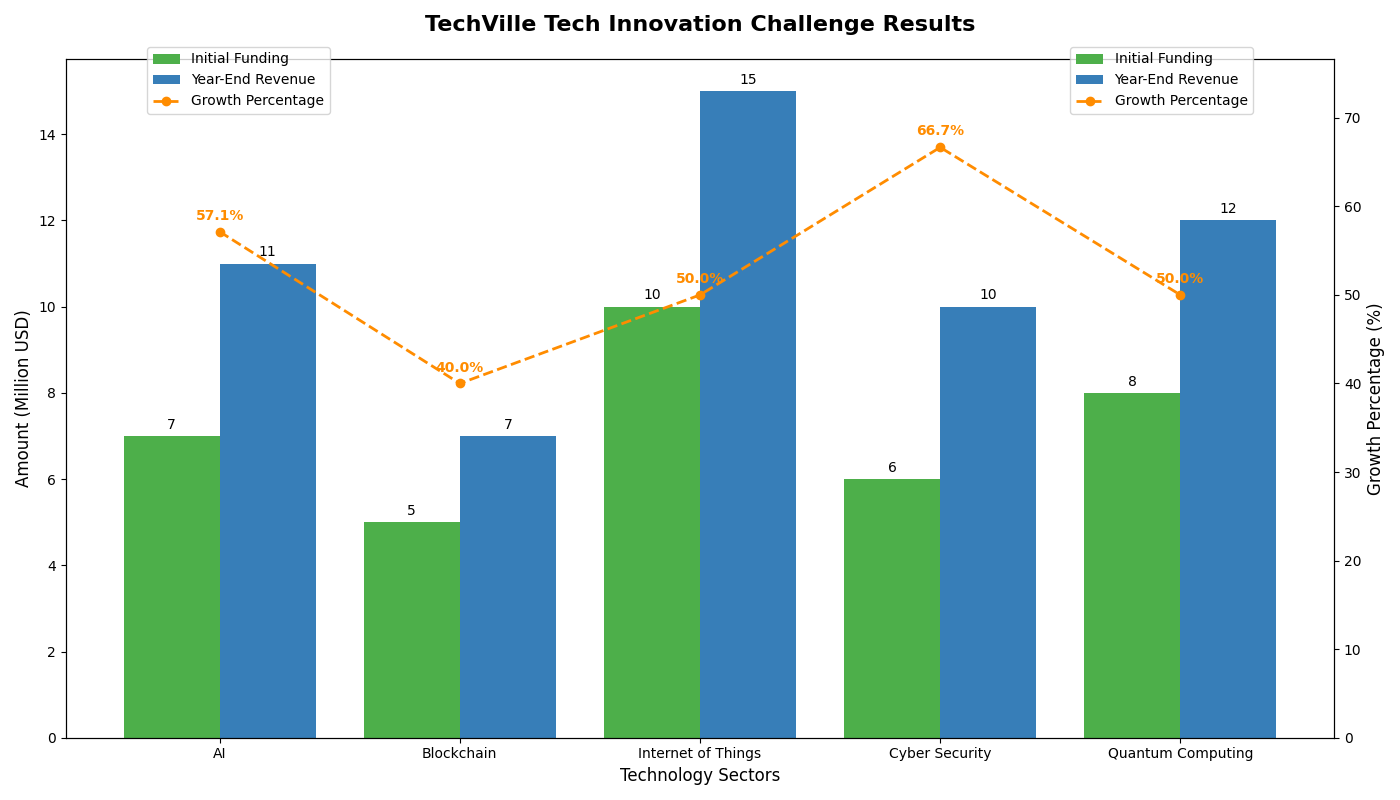 TechVille Tech Innovation Challenge Results
Initial Funding
Year-End Revenue
Growth Percentage
Initial Funding
Year-End Revenue
Growth Percentage
Amount (Million USD)
14
12
10
8
6
4
2
0
57.1%
40.0%
50.0%
66.7%
50.0%
7
11
5
7
10
15
6
10
8
12
70
60
50
40
30
20
10
0
Growth Percentage (%)
AI
Blockchain
Internet of Things
Cyber Security
Quantum Computing
Technology Sectors